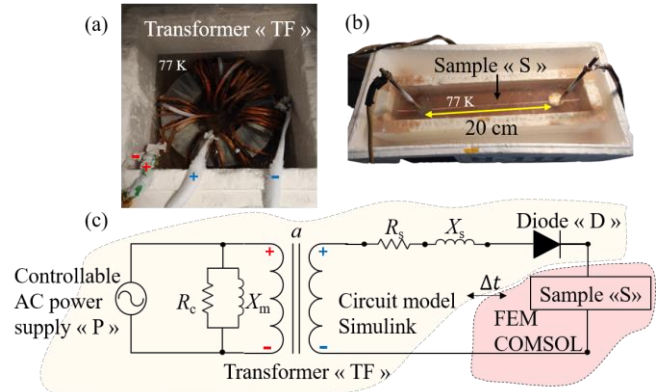 (a)
Transformer « TF »
77 K
- + + -
(b)
Sample « S »
77 K
20 cm
(c)
Controllable
AC power
supply « P »
Rc
Xm
a
+ +
- -
Rs
Xs
Diode « D »
Circuit model
Simulink
Δt
Sample «S»
FEM
COMSOL
Transformer « TF »